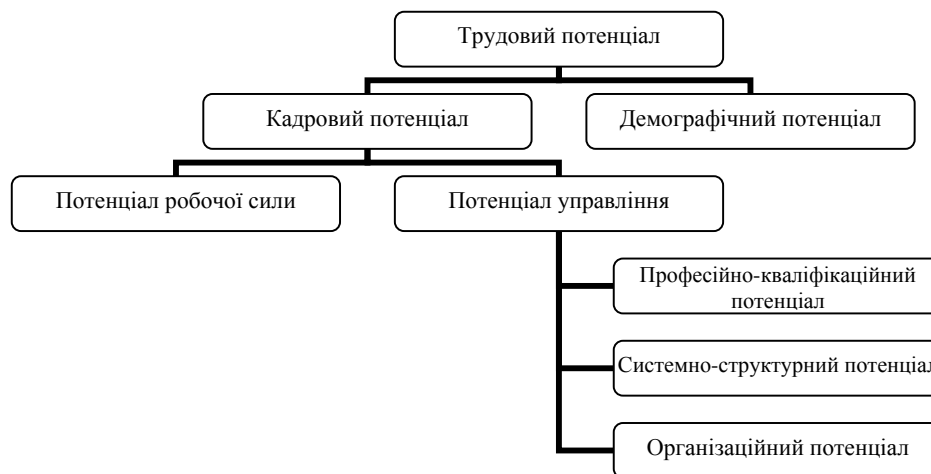 Трудовий потенціал
Кадровий потенціал
Демографічний потенціал
Потенціал робочої сили
Потенціал управління
Професійно-кваліфікаційний
потенціал
Системно-структурний потенціал
Організаційний потенціал